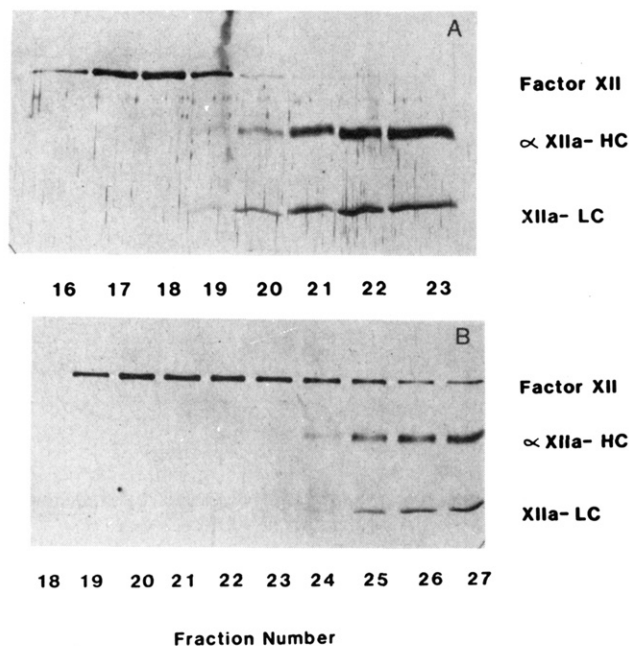 A
Factor XII
∝ XIIa- HC
XIIa- LC
16 17 18 19 20 21 22 23
B
Factor XII
∝ XIIa- HC
XIIa- LC
18 19 20 21 22 23 24 25 26 27
Fraction Number